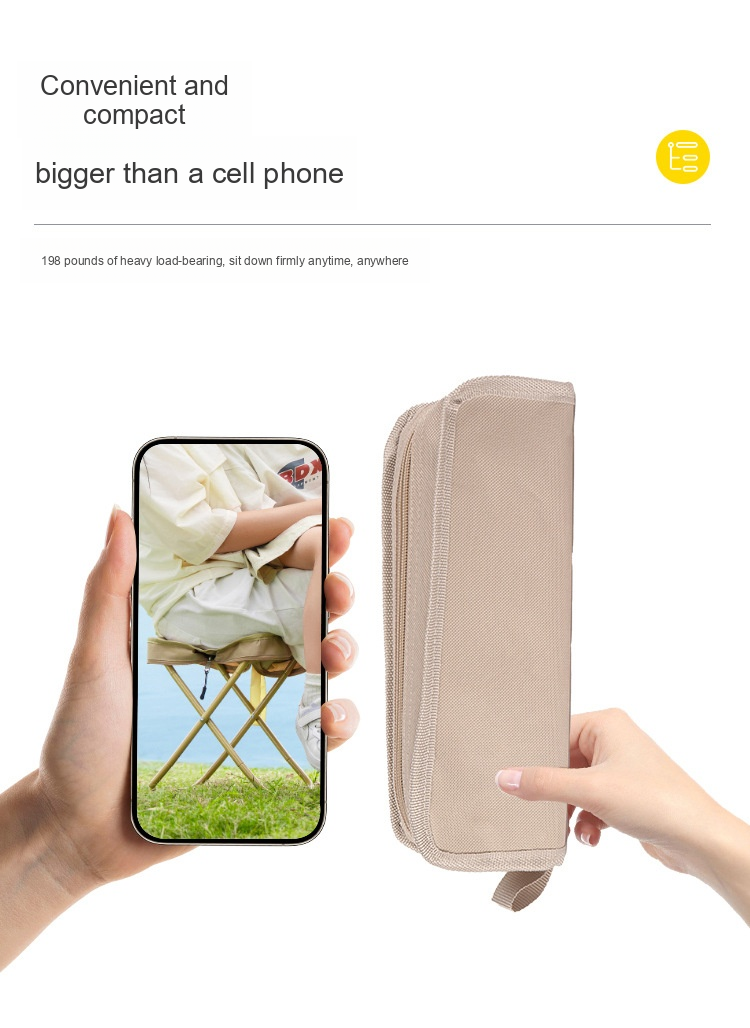 Convenient and
compact
bigger than a cell phone
198 pounds of heavy load-bearing, sit down firmly anytime, anywhere
BDX